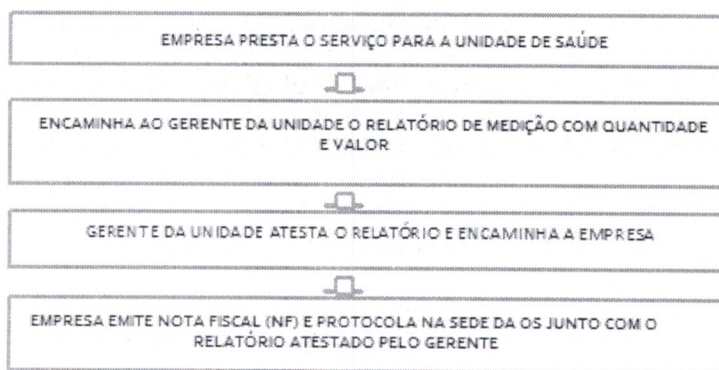 EMPRESA PRESTA O SERVIÇO PARA A UNIDADE DE SAÚDE
ENCAMINHA AO GERENTE DA UNIDADE O RELATÓRIO DE MEDIÇÃO COM QUANTIDADE
E VALOR
GERENTE DA UNIDADE ATESTA O RELATÓRIO E ENCAMINHA A EMPRESA
EMPRESA EMITE NOTA FISCAL (NF) E PROTOCOLA NA SEDE DA OS JUNTO COM O
RELATÓRIO ATESTADO PELO GERENTE